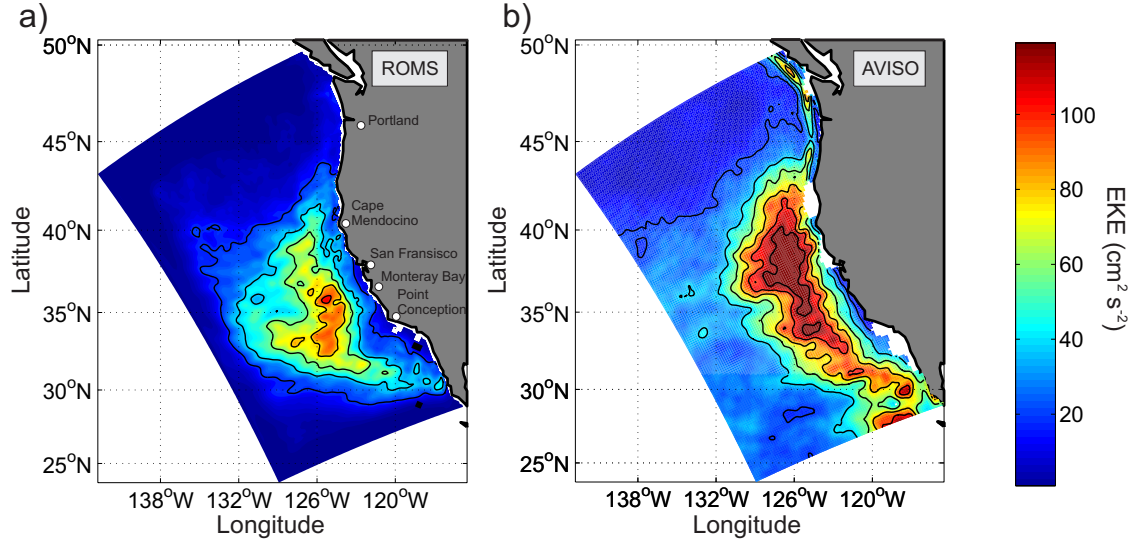 a)
b)
50°N
45°N
40°N
35°N
30°N
25°N
138°W
132°W
126°W
120°W
Latitude
Longitude
ROMS
Portland
Cape
Mendocino
San Fransisco
Monteray Bay
Point
Conception
50°N
45°N
40°N
35°N
30°N
25°N
138°W
132°W
126°W
120°W
Latitude
Longitude
AVISO
100
80
60
40
20
EKE (cm² s⁻²)